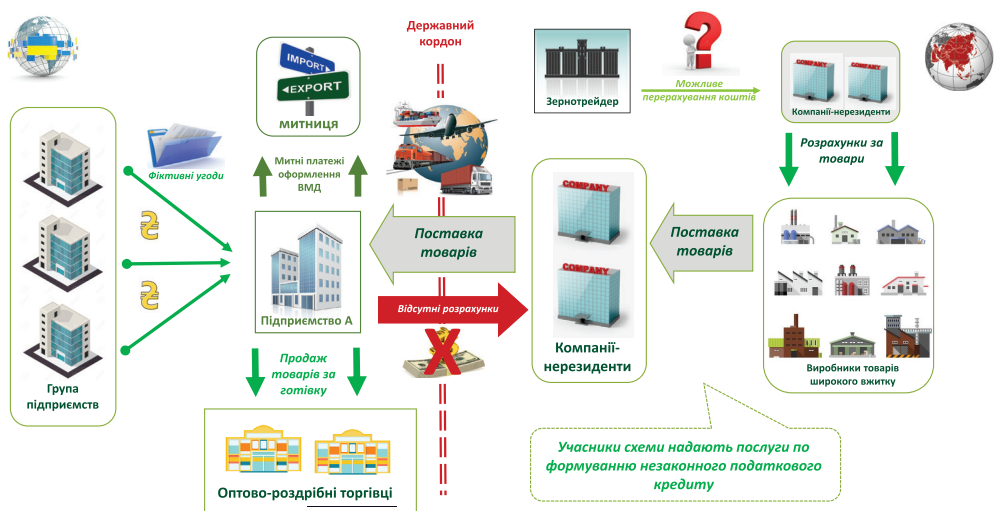 Державний
кордон
IMPORT
EXPORT
митниця
Зернотрейдер
Можливе
перерахування коштів
COMPANY
COMPANY
Компанії-нерезиденти
Фіктивні угоди
Митні платежі
оформлення
ВМД
Розрахунки за
товари
COMPANY
COMPANY
Компанії-
нерезиденти
Поставка
товарів
Поставка
товарів
Підприємство А
Відсутні розрахунки
X
Група
підприємств
Продаж
товарів за
готівку
Виробники товарів
широкого вжитку
Оптово-роздрібні торгівці
Учасники схеми надають послуги по
формуванню незаконного податкового
кредиту